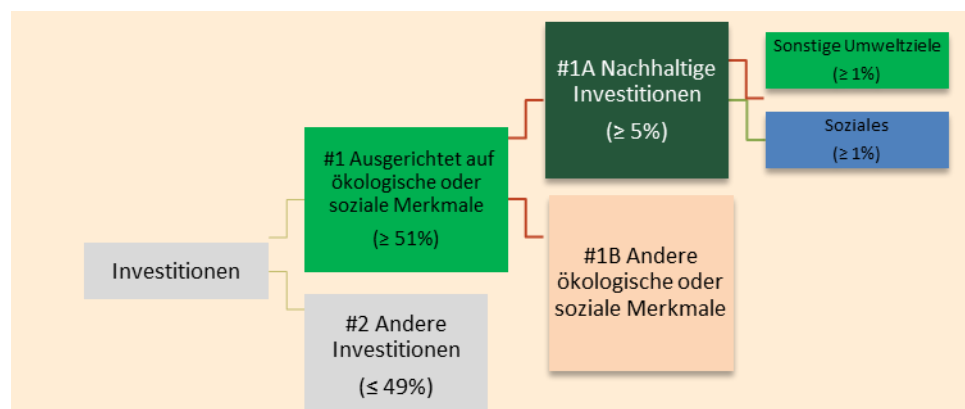 Investitionen
#1 Ausgerichtet auf
ökologische oder
soziale Merkmale
(≥ 51%)
#2 Andere
Investitionen
(≤ 49%)
#1A Nachhaltige
Investitionen
(≥ 5%)
#1B Andere
ökologische oder
soziale Merkmale
Sonstige Umweltziele
(≥ 1%)
Soziales
(≥ 1%)